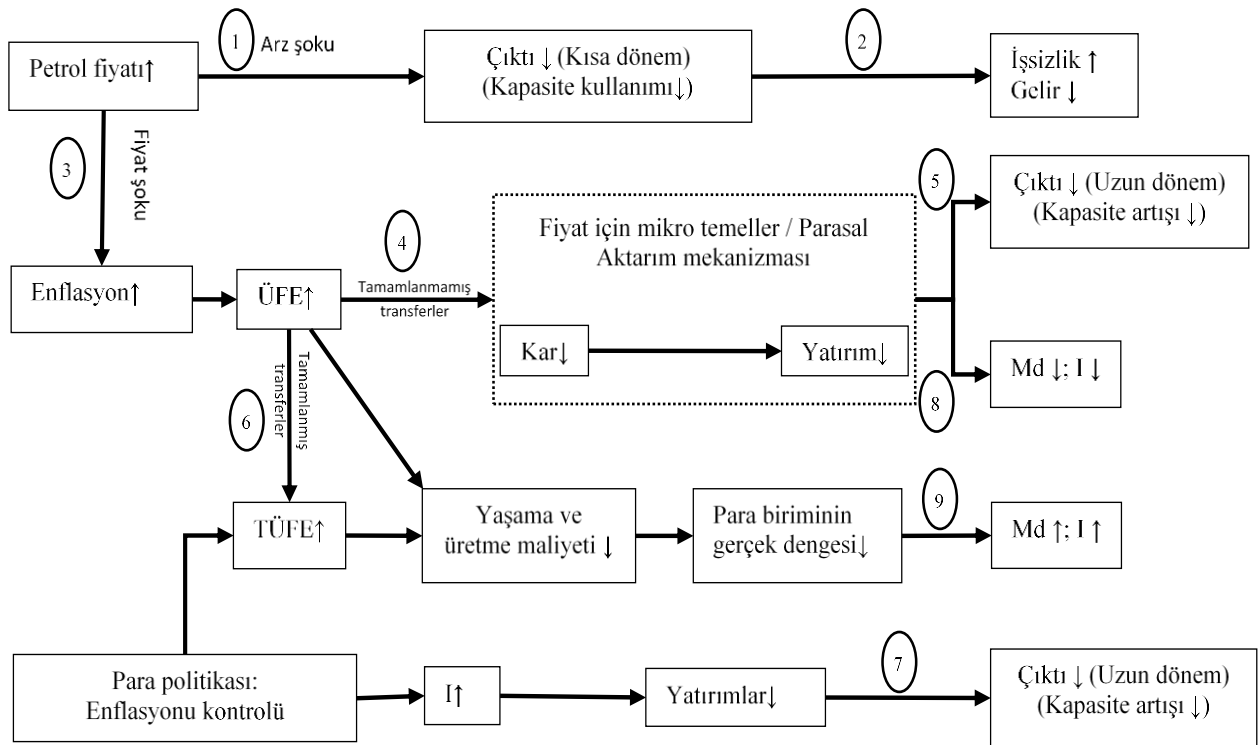 1
Arz şoku
2
Petrol fiyatı↑
Çıktı ↓ (Kısa dönem)
(Kapasite kullanımı↓)
İşsizlik ↑
Gelir ↓
3
Fiyat şoku
4
5
Çıktı ↓ (Uzun dönem)
(Kapasite artışı ↓)
Fiyat için mikro temeller / Parasal
Aktarım mekanizması
Enflasyon↑
ÜFE↑
Tamamlanmamış
transferler
Kar↓
Yatırım↓
Md ↓; I ↓
8
6
Tamamlanmış
transferler
TÜFE↑
Yaşama ve
üretme maliyeti ↓
Para biriminin
gerçek dengesi↓
9
Md ↑; I ↑
Para politikası:
Enflasyonu kontrolü
I↑
Yatırımlar↓
7
Çıktı ↓ (Uzun dönem)
(Kapasite artışı ↓)